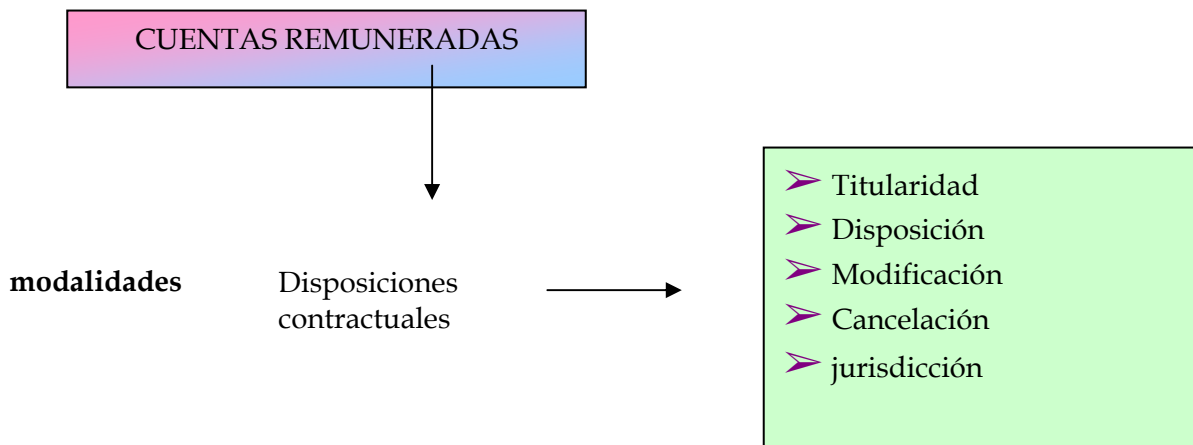 CUENTAS REMUNERADAS
modalidades
Disposiciones
contractuales
Titularidad
Disposición
Modificación
Cancelación
jurisdicción